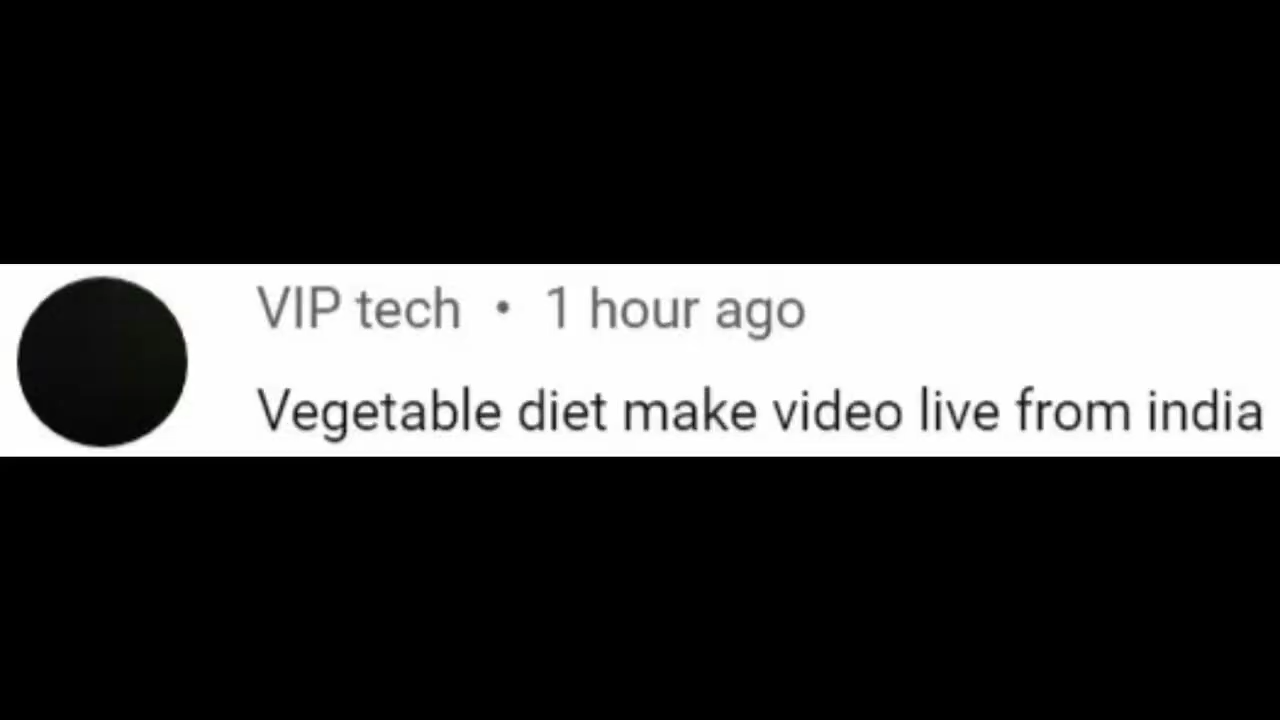 VIP tech • 1 hour ago
Vegetable diet make video live from india